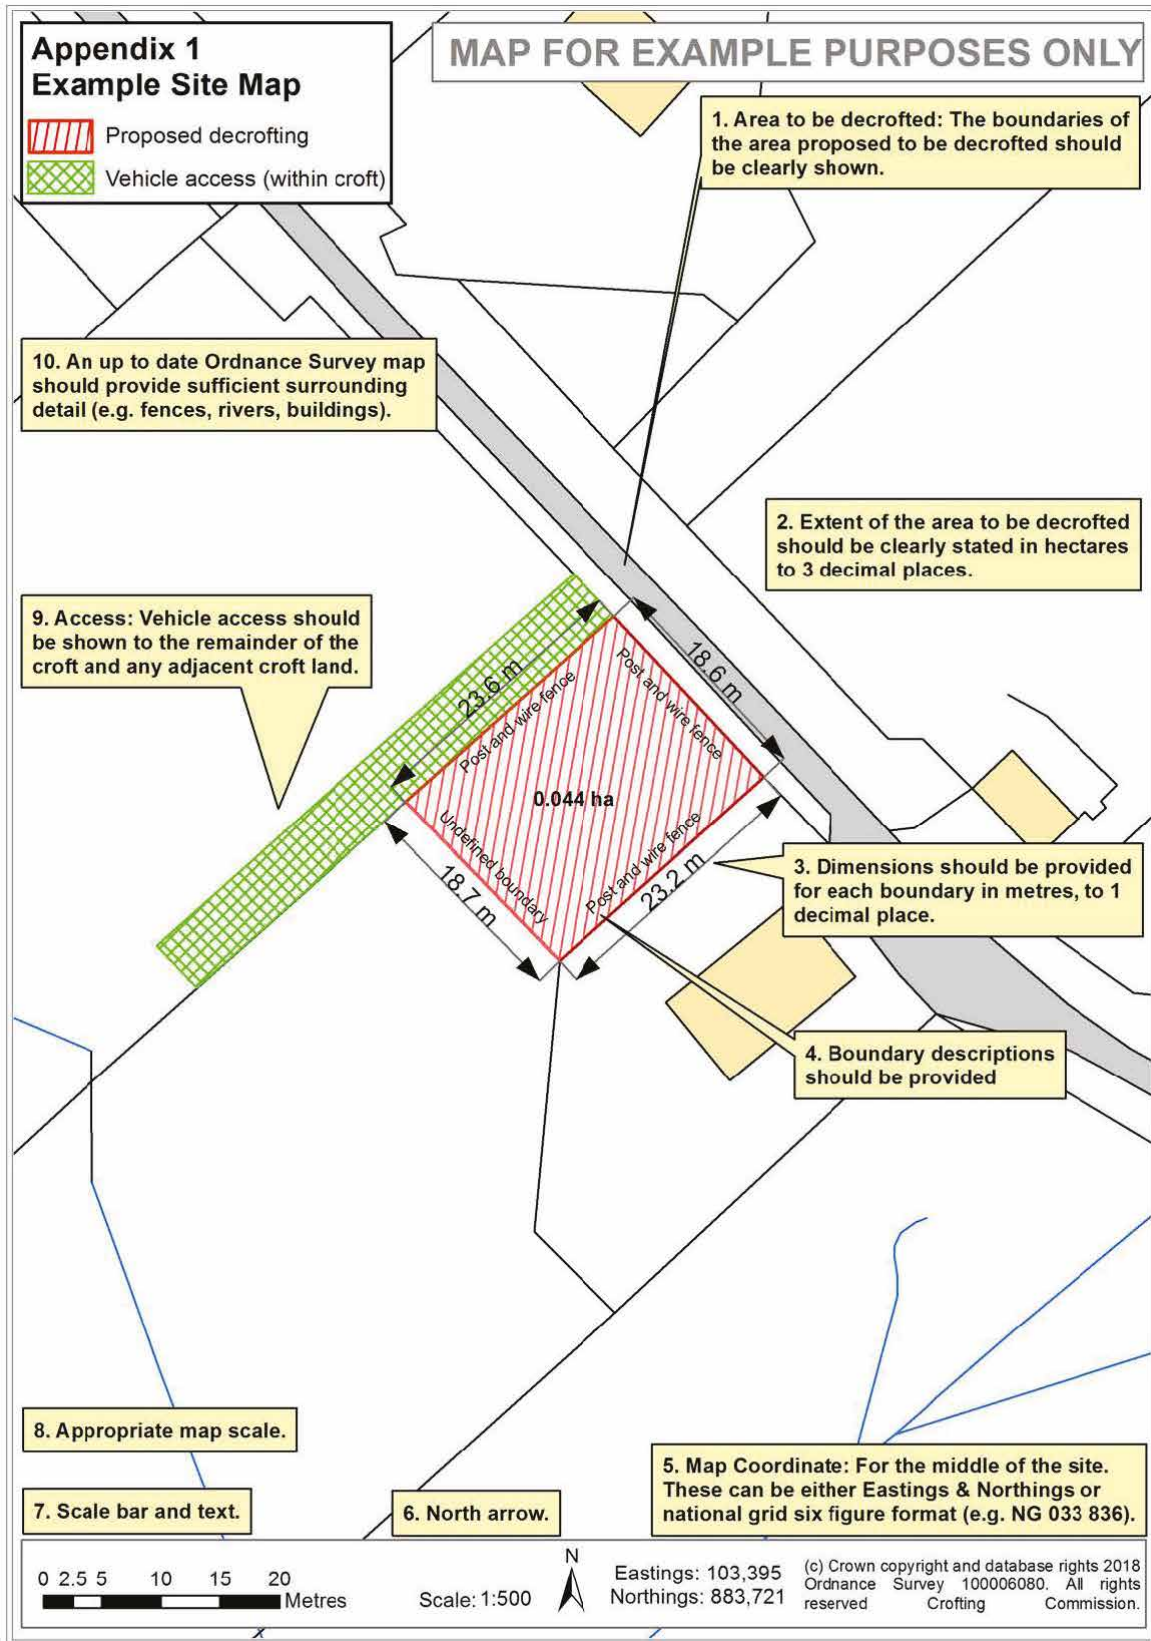 Appendix 1
Example Site Map
Proposed decrofting
Vehicle access (within croft)
MAP FOR EXAMPLE PURPOSES ONLY
1. Area to be decrofted: The boundaries of
the area proposed to be decrofted should
be clearly shown.
10. An up to date Ordnance Survey map
should provide sufficient surrounding
detail (e.g. fences, rivers, buildings).
2. Extent of the area to be decrofted
should be clearly stated in hectares
to 3 decimal places.
9. Access: Vehicle access should
be shown to the remainder of the
croft and any adjacent croft land.
23.6 m
Post and wire fence
18.6 m
Post and wire fence
0.044 ha
Undefined boundary
18.7 m
Post and wire fence
23.2 m
3. Dimensions should be provided
for each boundary in metres, to 1
decimal place.
4. Boundary descriptions
should be provided
8. Appropriate map scale.
7. Scale bar and text.
6. North arrow.
5. Map Coordinate: For the middle of the site.
These can be either Eastings & Northings or
national grid six figure format (e.g. NG 033 836).
0 2.5 5 10 15 20
Metres
Scale: 1:500
N
Eastings: 103,395
Northings: 883,721
(c) Crown copyright and database rights 2018
Ordnance Survey 100006080. All rights
reserved Crofting Commission.